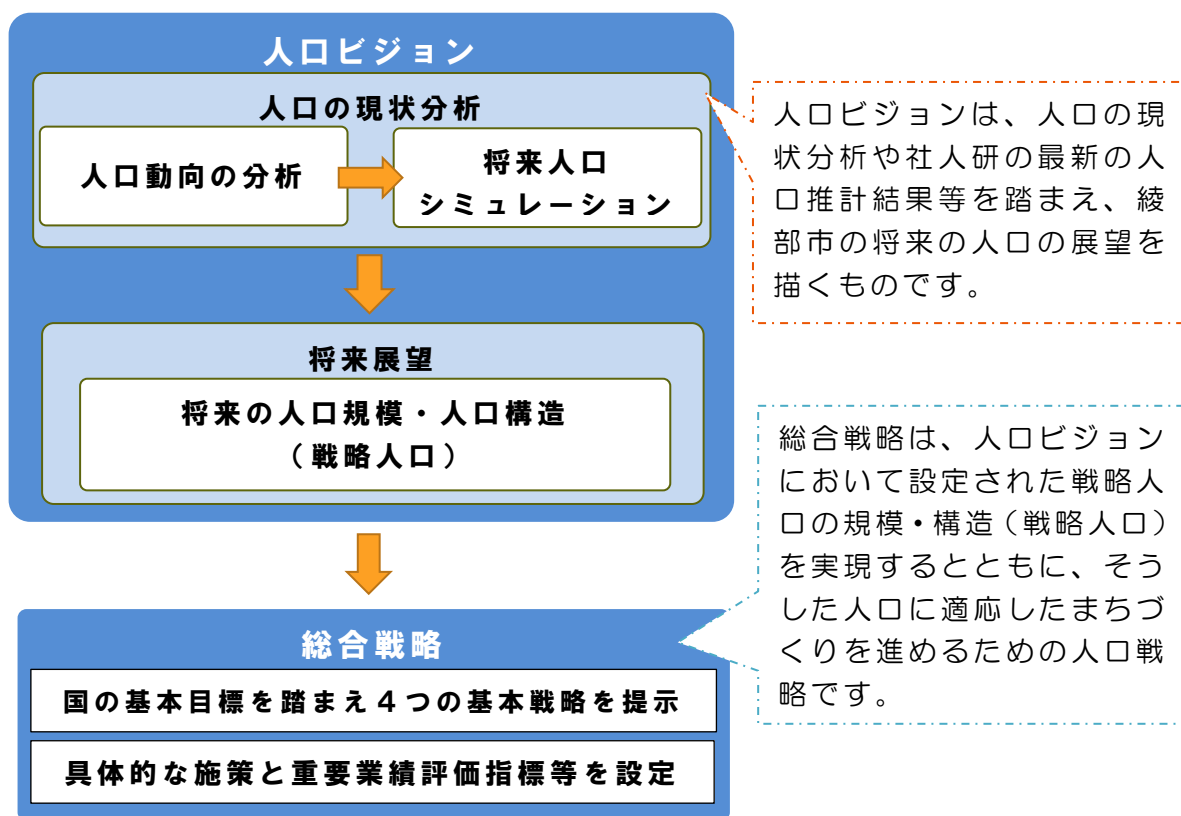 人口ビジョン
人口の現状分析
人口動向の分析
将来人口
シミュレーション
将来展望
将来の人口規模・人口構造
（戦略人口）
人口ビジョンは、人口の現
状分析や社人研の最新の人
口推計結果等を踏まえ、綾
部市の将来の人口の展望を
描くものです。
総合戦略
国の基本目標を踏まえ４つの基本戦略を提示
具体的な施策と重要業績評価指標等を設定
総合戦略は、人口ビジョン
において設定された戦略人
口の規模・構造（戦略人口）
を実現するとともに、そう
した人口に適応したまちづ
くりを進めるための人口戦
略です。